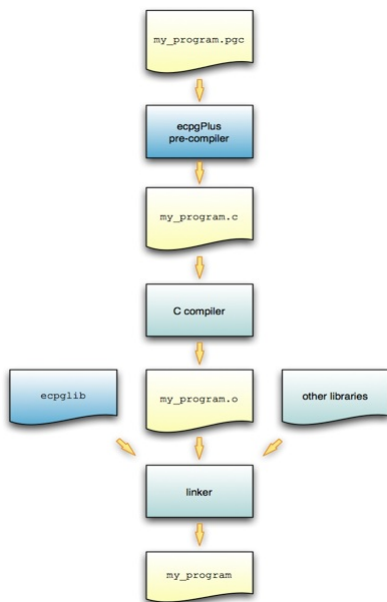 my_program.pgc
ecpgPlus
pre-compiler
my_program.c
C compiler
ecpglib
my_program.o
other libraries
linker
my_program